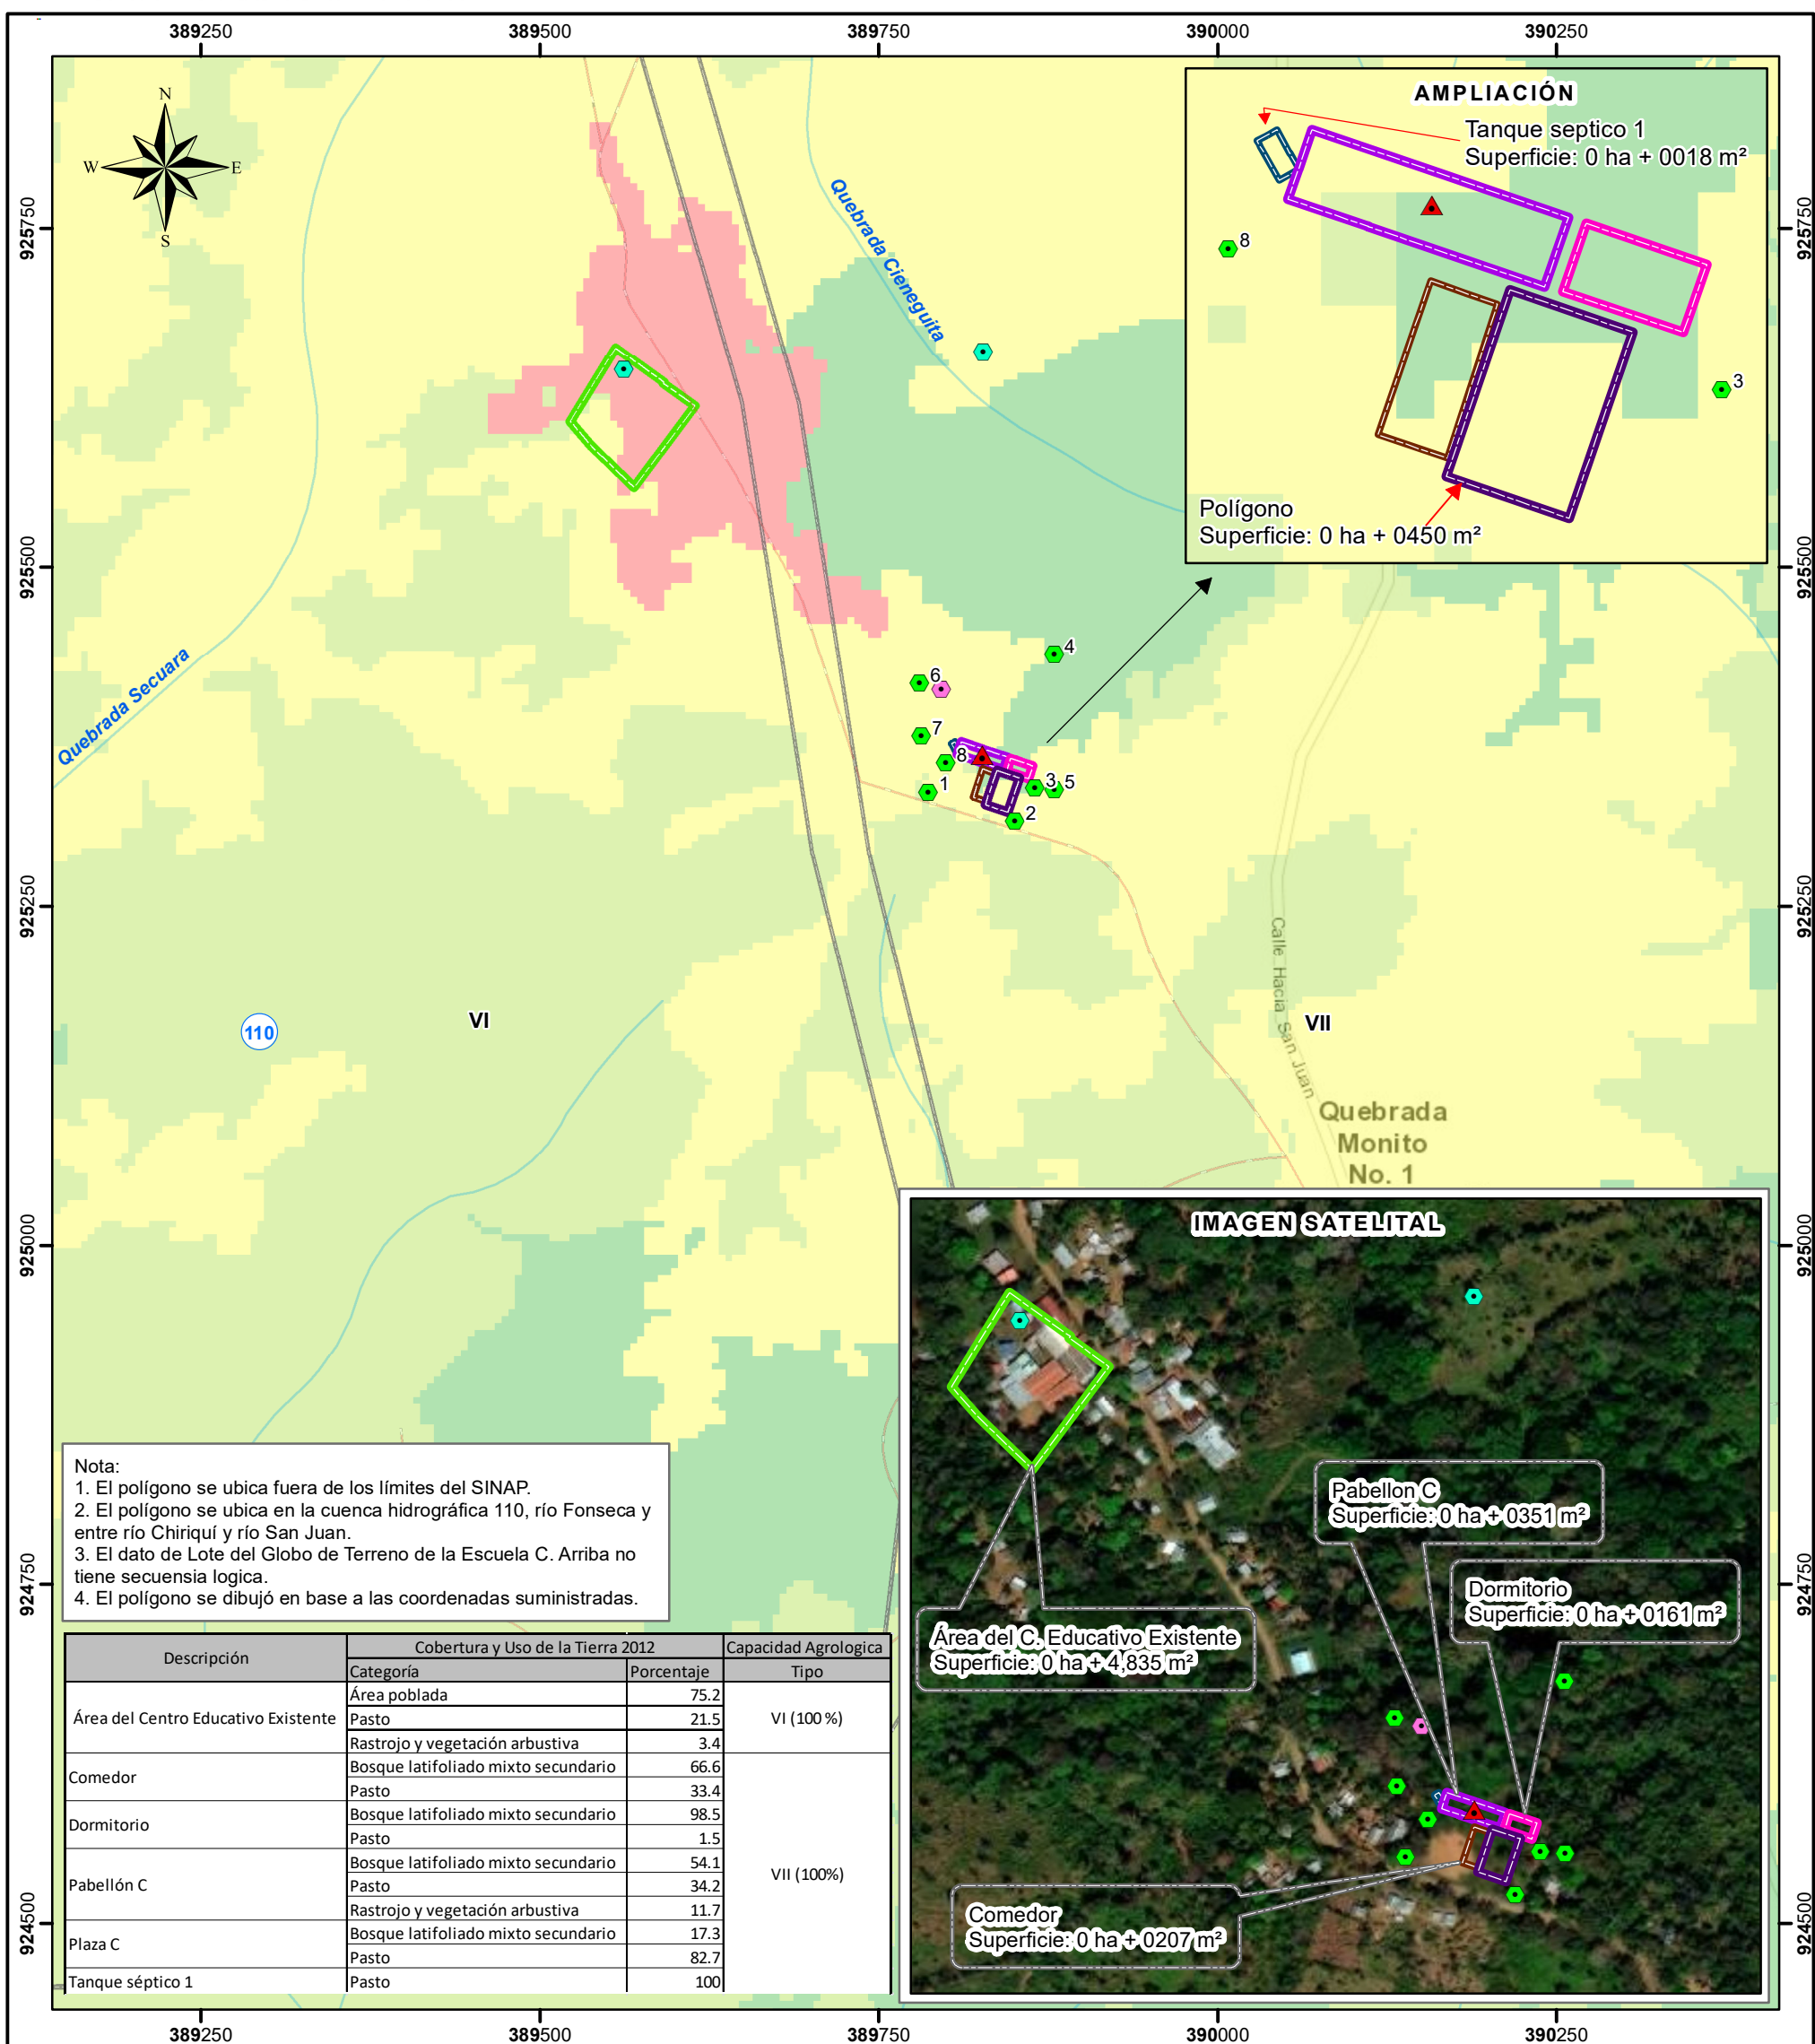 389250
389500
389750
390000
390250
N
W
E
S
925750
925500
925250
925000
924750
924500
925750
925500
925250
925000
924750
924500
AMPLIACIÓN
Tanque septico 1
Superficie: 0 ha + 0018 m²
8
3
Polígono
Superficie: 0 ha + 0450 m²
Quebrada Cieneguita
Quebrada Secuara
4
6
7
8
1
3
5
2
110
VI
VII
Calle Hacia San Juan
Quebrada
Monito
No. 1
IMAGEN SATELITAL
Pabellon C
Superficie: 0 ha + 0351 m²
Dormitorio
Superficie: 0 ha + 0161 m²
Área del C. Educativo Existente
Superficie: 0 ha + 4,835 m²
Comedor
Superficie: 0 ha + 0207 m²
Nota:
1. El polígono se ubica fuera de los límites del SINAP.
2. El polígono se ubica en la cuenca hidrográfica 110, río Fonseca y
entre río Chiriquí y río San Juan.
3. El dato de Lote del Globo de Terreno de la Escuela C. Arriba no
tiene secuensia logica.
4. El polígono se dibujó en base a las coordenadas suministradas.
Descripción Cobertura y Uso de la Tierra 2012 Capacidad Agrologica
Categoría Porcentaje Tipo
Área del Centro Educativo Existente Área poblada 75.2 VI (100 %)
Pasto 21.5
Rastrojo y vegetación arbustiva 3.4
Comedor Bosque latifoliado mixto secundario 66.6 VII (100%)
Pasto 33.4
Dormitorio Bosque latifoliado mixto secundario 98.5
Pasto 1.5
Pabellón C Bosque latifoliado mixto secundario 54.1
Pasto 34.2
Rastrojo y vegetación arbustiva 11.7
Plaza C Bosque latifoliado mixto secundario 17.3
Pasto 82.7
Tanque séptico 1 Pasto 100
389250
389500
389750
390000
390250